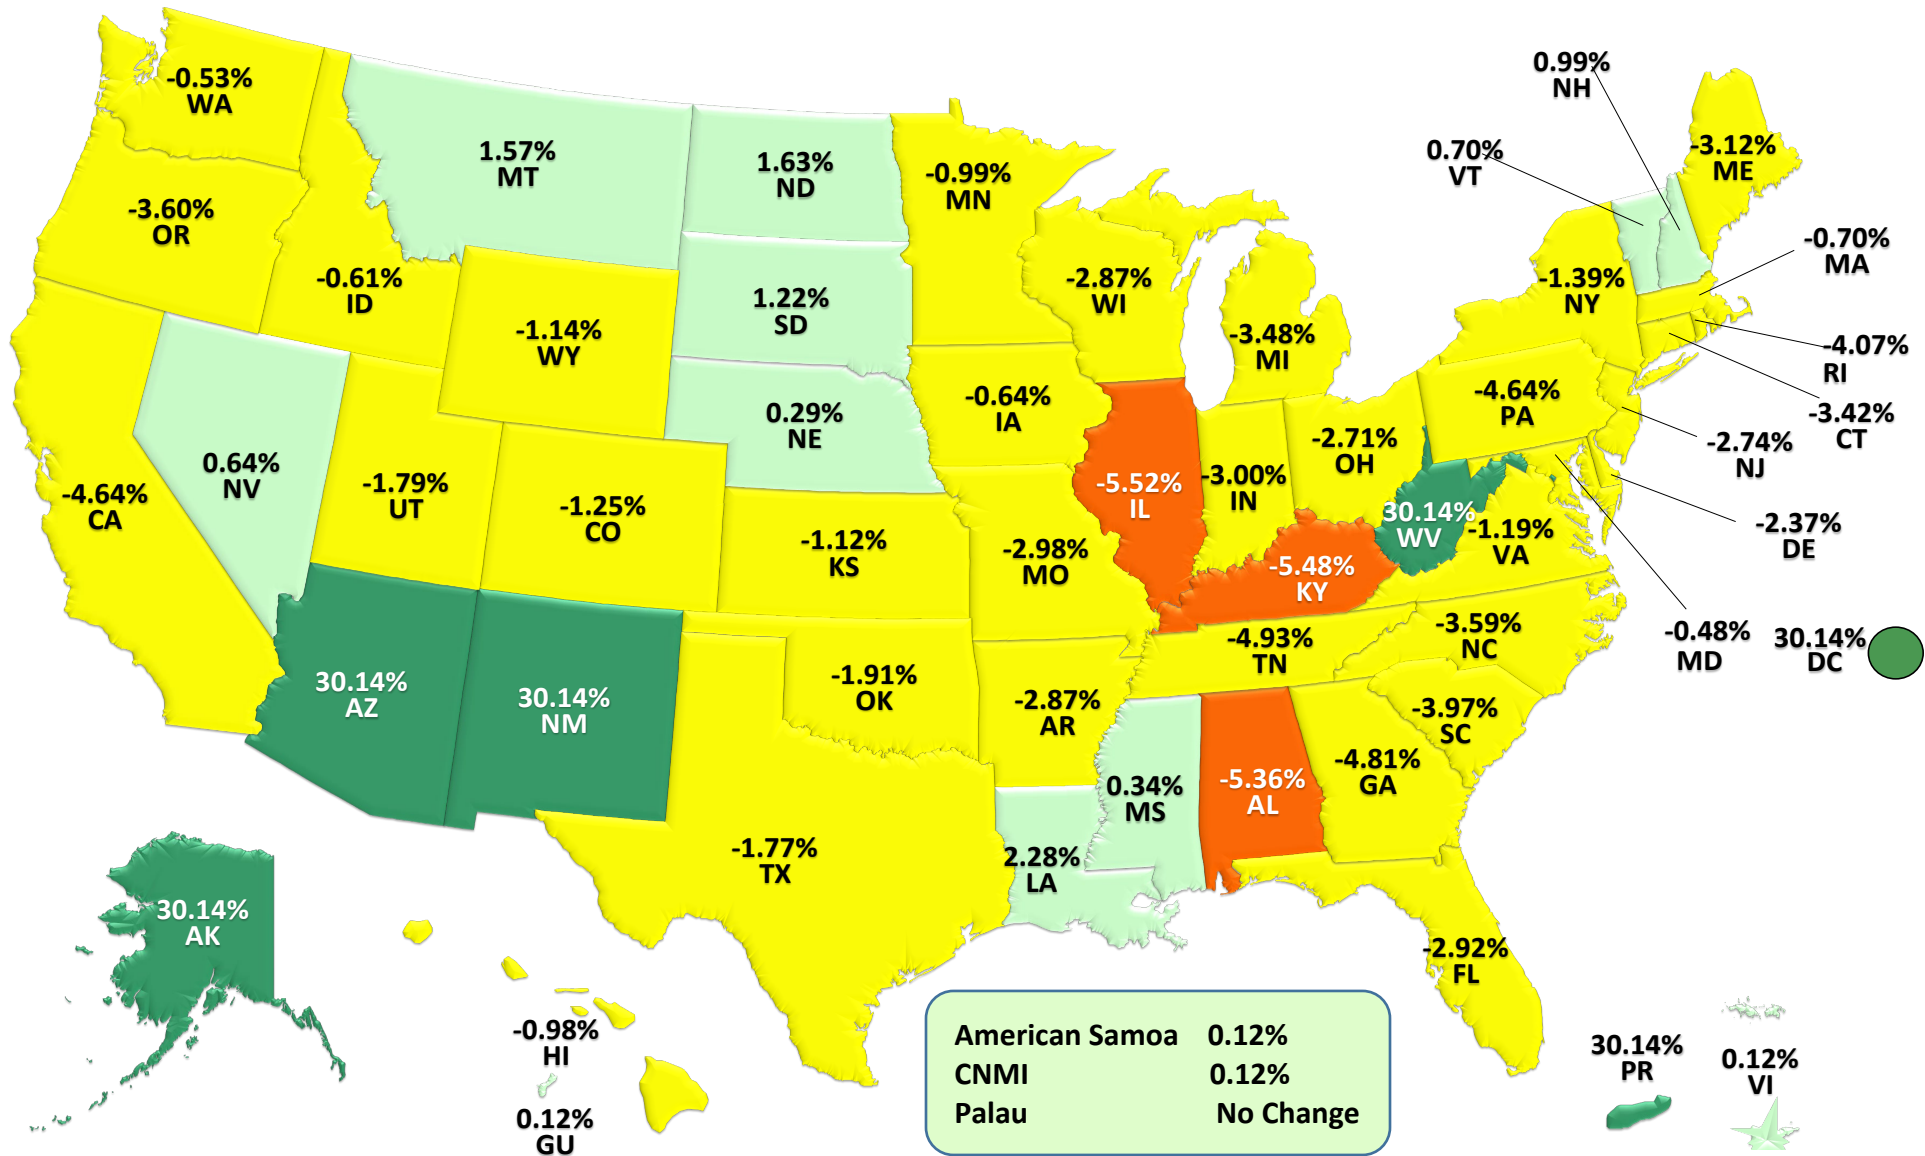 -0.53%
WA
1.57%
MT
1.63%
ND
-0.99%
MN
0.99%
NH
0.70%
VT
-3.12%
ME
-3.60%
OR
-0.61%
ID
-1.14%
WY
1.22%
SD
-2.87%
WI
-3.48%
MI
-1.39%
NY
-0.70%
MA
-4.07%
RI
-3.42%
CT
-2.74%
NJ
-2.37%
DE
-4.64%
CA
0.64%
NV
-1.79%
UT
-1.25%
CO
0.29%
NE
-0.64%
IA
-5.52%
IL
-3.00%
IN
-2.71%
OH
-4.64%
PA
30.14%
WV
-1.19%
VA
-0.48%
MD
30.14%
DC
-1.12%
KS
-2.98%
MO
-5.48%
KY
-4.93%
TN
-3.59%
NC
30.14%
AZ
30.14%
NM
-1.91%
OK
-2.87%
AR
-3.97%
SC
0.34%
MS
-5.36%
AL
-4.81%
GA
-1.77%
TX
2.28%
LA
-2.92%
FL
30.14%
AK
-0.98%
HI
0.12%
GU
American Samoa 0.12%
CNMI 0.12%
Palau No Change
30.14%
PR
0.12%
VI